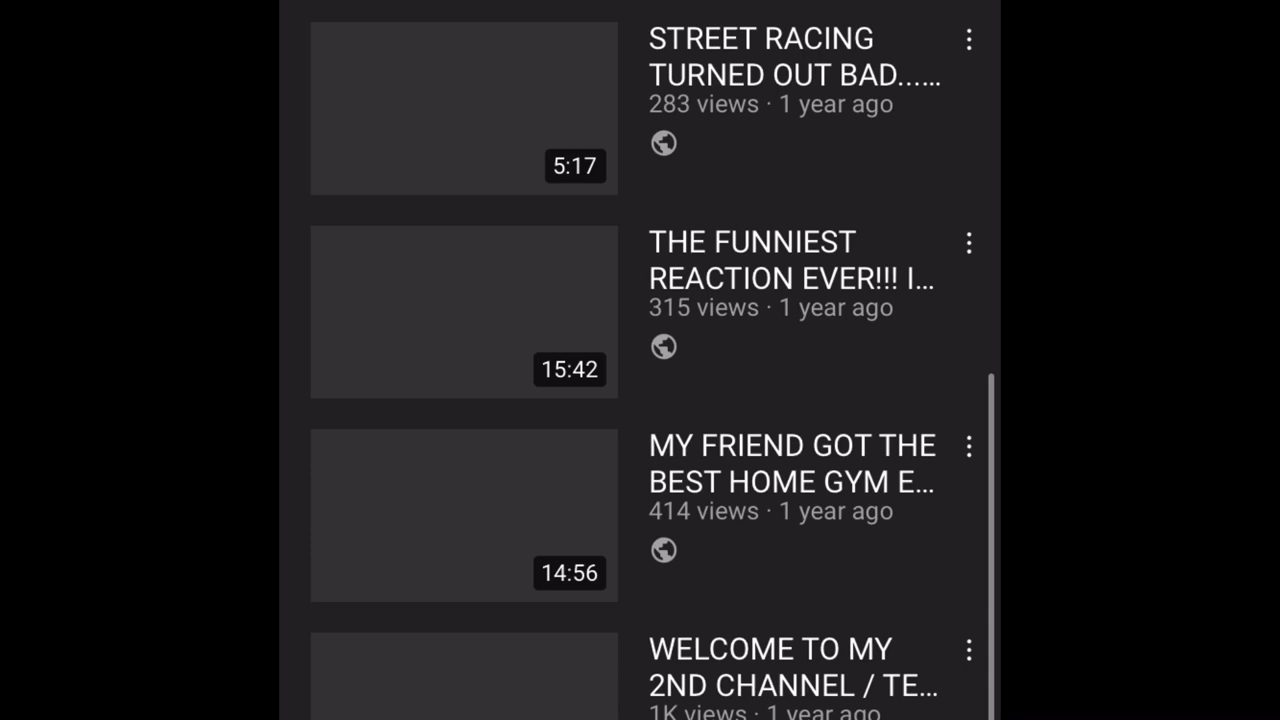 STREET RACING
TURNED OUT BAD......
283 views · 1 year ago
5:17
THE FUNNIEST
REACTION EVER!!! I...
315 views · 1 year ago
15:42
MY FRIEND GOT THE
BEST HOME GYM E...
414 views · 1 year ago
14:56
WELCOME TO MY
2ND CHANNEL / TE...
1K views · 1 year ago